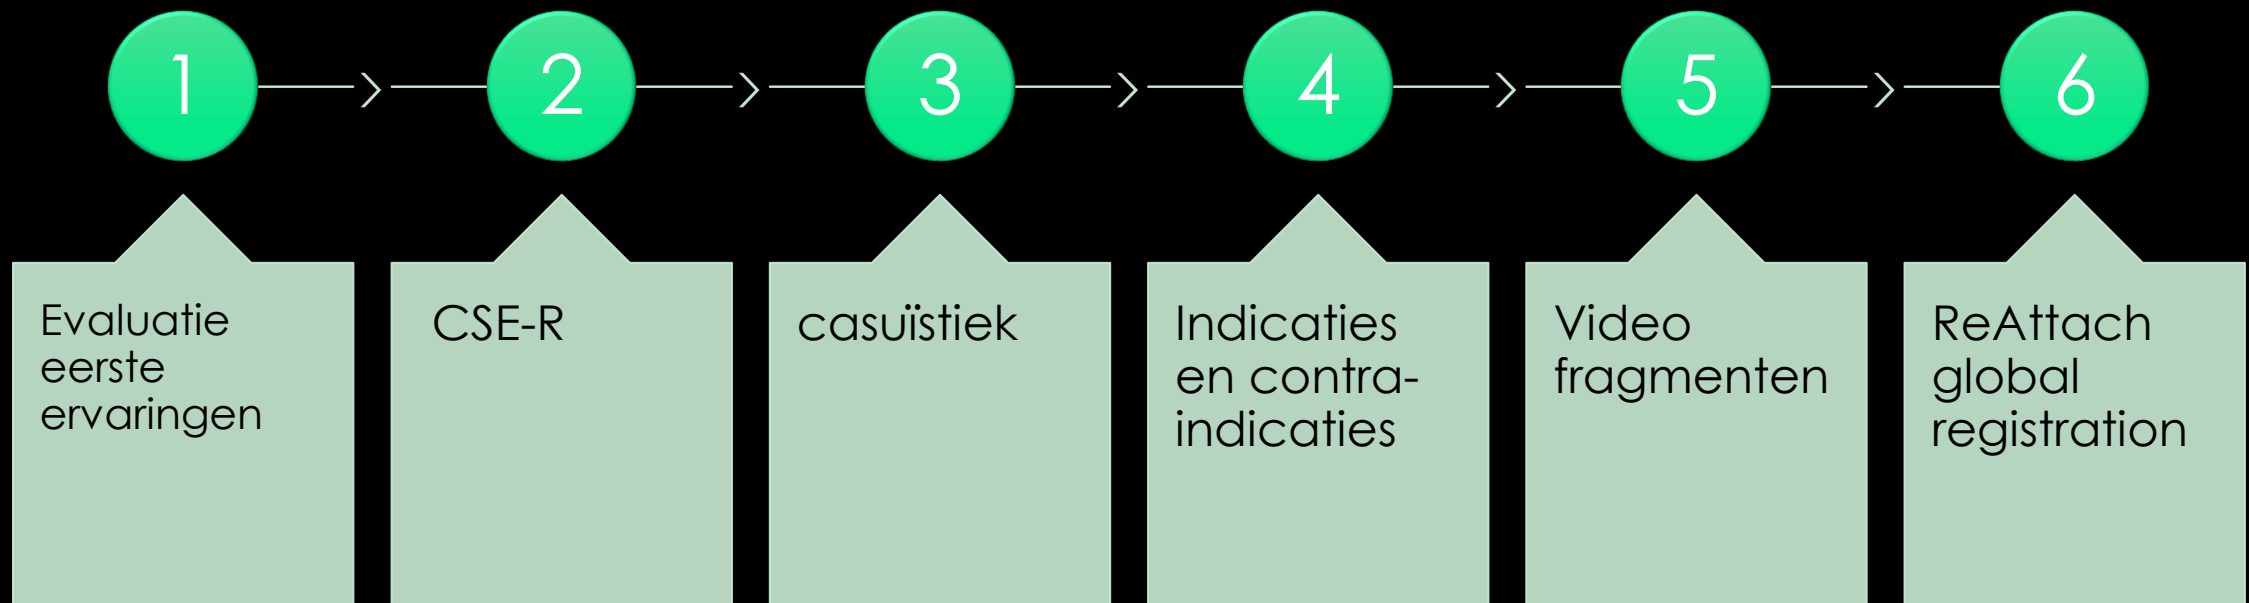 1
2
3
4
5
6
Evaluatie
eerste
ervaringen
CSE-R
casuïstiek
Indicaties
en contra-
indicaties
Video
fragmenten
ReAttach
global
registration